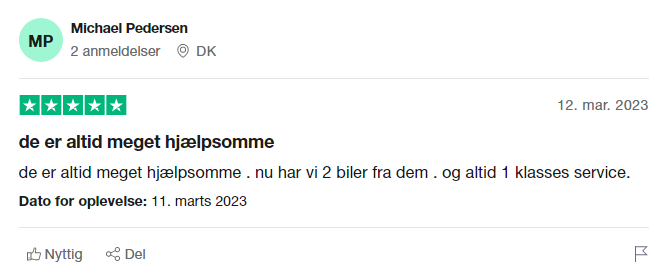 MP
Michael Pedersen
2 anmeldelser DK
12. mar. 2023
de er altid meget hjælpsomme
de er altid meget hjælpsomme . nu har vi 2 biler fra dem . og altid 1 klasses service.
Dato for oplevelse: 11. marts 2023
Nyttig Del